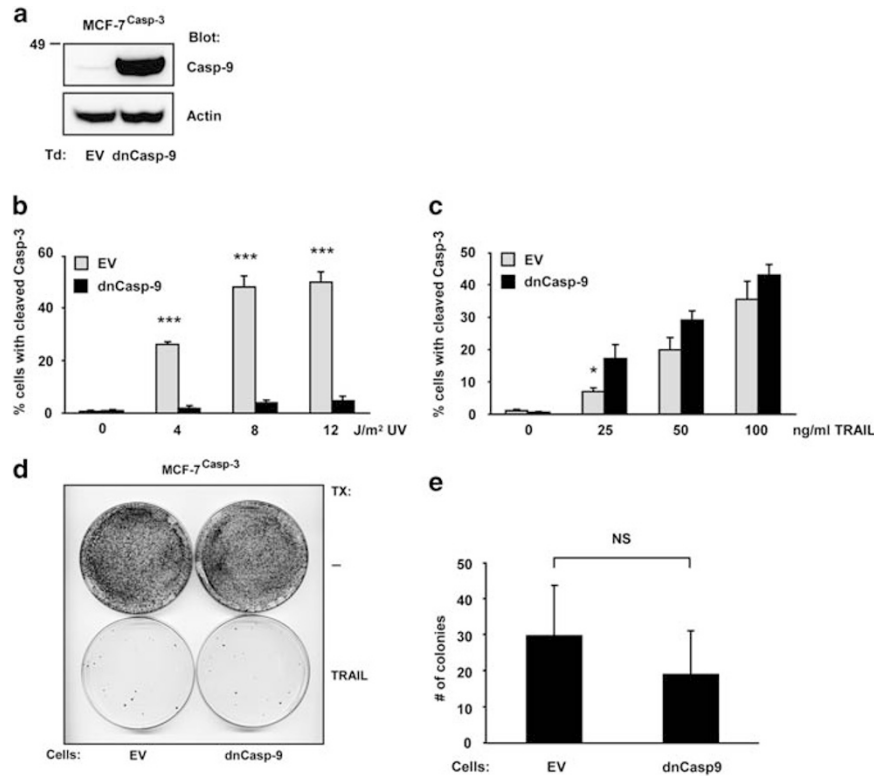 a
MCF-7Casp-3
Blot:
49
Casp-9
Actin
Td: EV dnCasp-9
b
% cells with cleaved Casp-3
60
40
20
0
EV
dnCasp-9
***
***
***
0 4 8 12 J/m² UV
c
% cells with cleaved Casp-3
50
40
30
20
10
0
EV
dnCasp-9
*
0 25 50 100 ng/ml TRAIL
d
MCF-7Casp-3
TX:
–
TRAIL
Cells: EV dnCasp-9
e
NS
# of colonies
50
40
30
20
10
0
Cells: EV dnCasp9